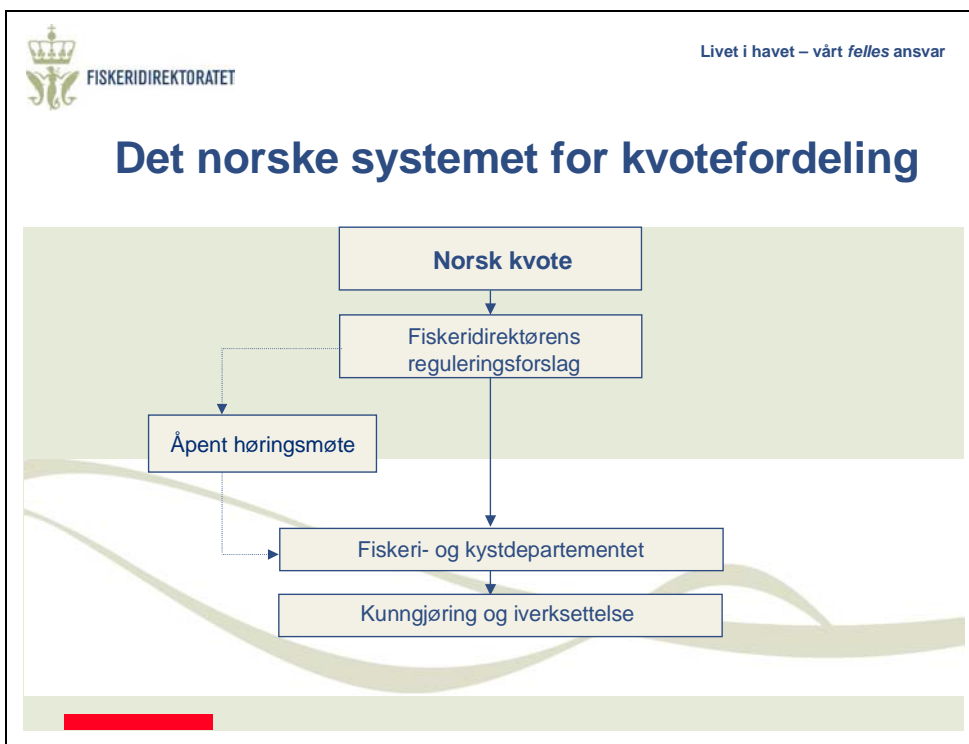 FISKERIDIREKTORATET
Livet i havet – vårt felles ansvar
Det norske systemet for kvotefordeling
Norsk kvote
Fiskeridirektørens
reguleringsforslag
Åpent høringsmøte
Fiskeri- og kystdepartementet
Kunngjøring og iverksettelse